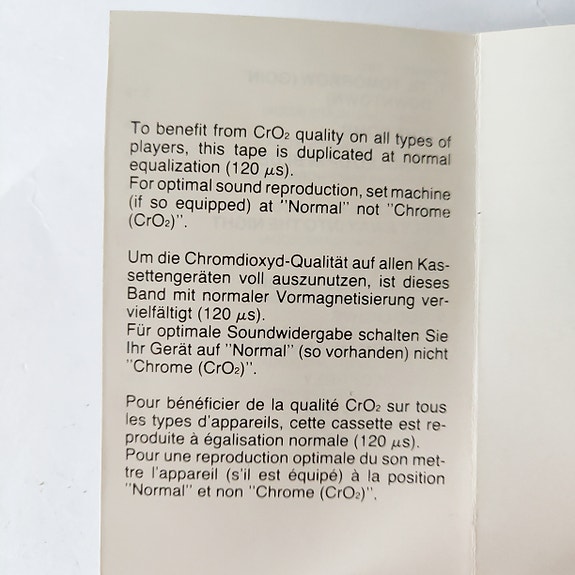 To benefit from CrO₂ quality on all types of
players, this tape is duplicated at normal
equalization (120 μs).
For optimal sound reproduction, set machine
(if so equipped) at "Normal" not "Chrome
(CrO₂)".
Um die Chromdioxyd-Qualität auf allen Kas-
settengeräten voll auszunutzen, ist dieses
Band mit normaler Vormagnetisierung ver-
vielfältigt (120 μs).
Für optimale Soundwidergabe schalten Sie
Ihr Gerät auf "Normal" (so vorhanden) nicht
"Chrome (CrO₂)".
Pour bénéficier de la qualité CrO₂ sur tous
les types d'appareils, cette cassette est re-
produite à égalisation normale (120 μs).
Pour une reproduction optimale du son met-
tre l'appareil (s'il est équipé) à la position
"Normal" et non "Chrome (CrO₂)".